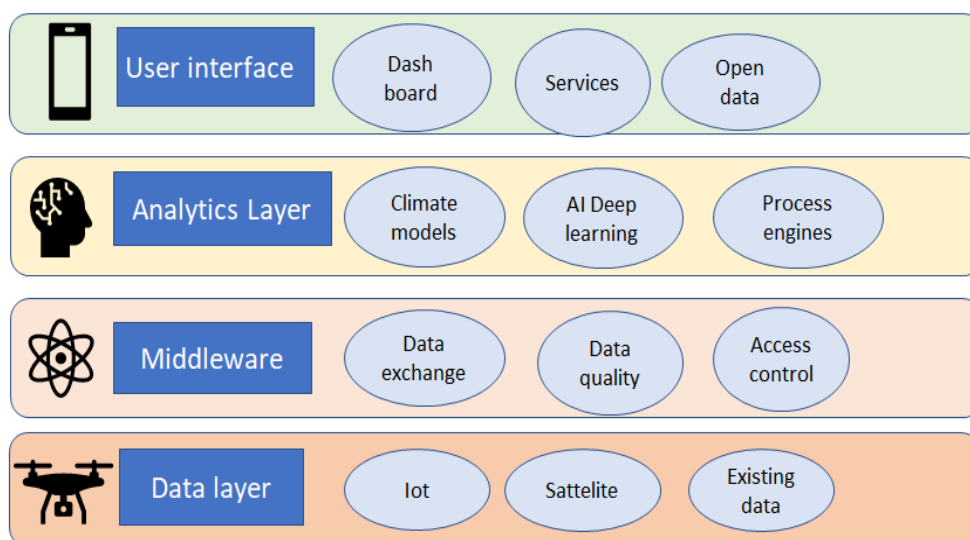 User interface
Dash
board
Services
Open
data
Analytics Layer
Climate
models
AI Deep
learning
Process
engines
Middleware
Data
exchange
Data
quality
Access
control
Data layer
Iot
Sattelite
Existing
data